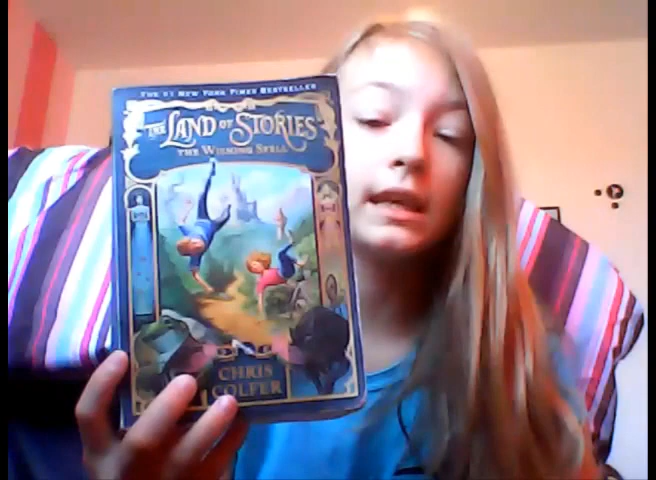 THE #1 NEW YORK TIMES BESTSELLER
THE LAND OF STORIES
THE WISHING SPELL
CHRIS
COLFER